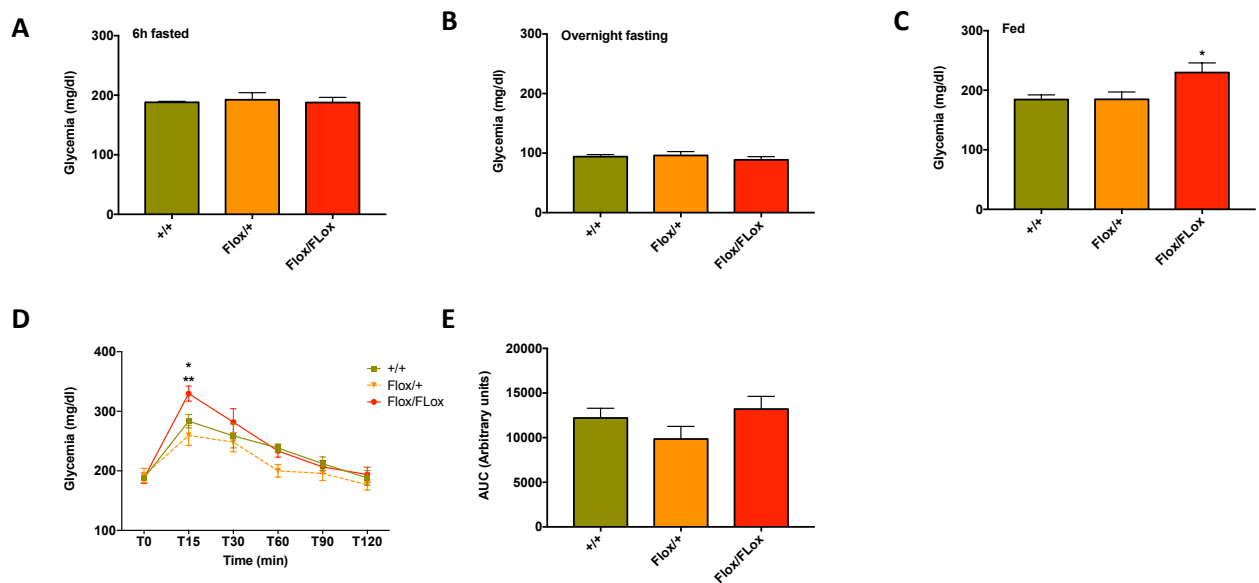 A
6h fasted
300
200
100
0
Glycemia (mg/dl)
+/+
Flox/+
Flox/FLox
B
Overnight fasting
300
200
100
0
Glycemia (mg/dl)
+/+
Flox/+
Flox/FLox
C
Fed
*
300
200
100
0
Glycemia (mg/dl)
+/+
Flox/+
Flox/FLox
D
400
300
200
100
Glycemia (mg/dl)
*
**
+/+
Flox/+
Flox/FLox
T0 T15 T30 T60 T90 T120
Time (min)
E
20000
15000
10000
5000
0
AUC (Arbitrary units)
+/+
Flox/+
Flox/FLox